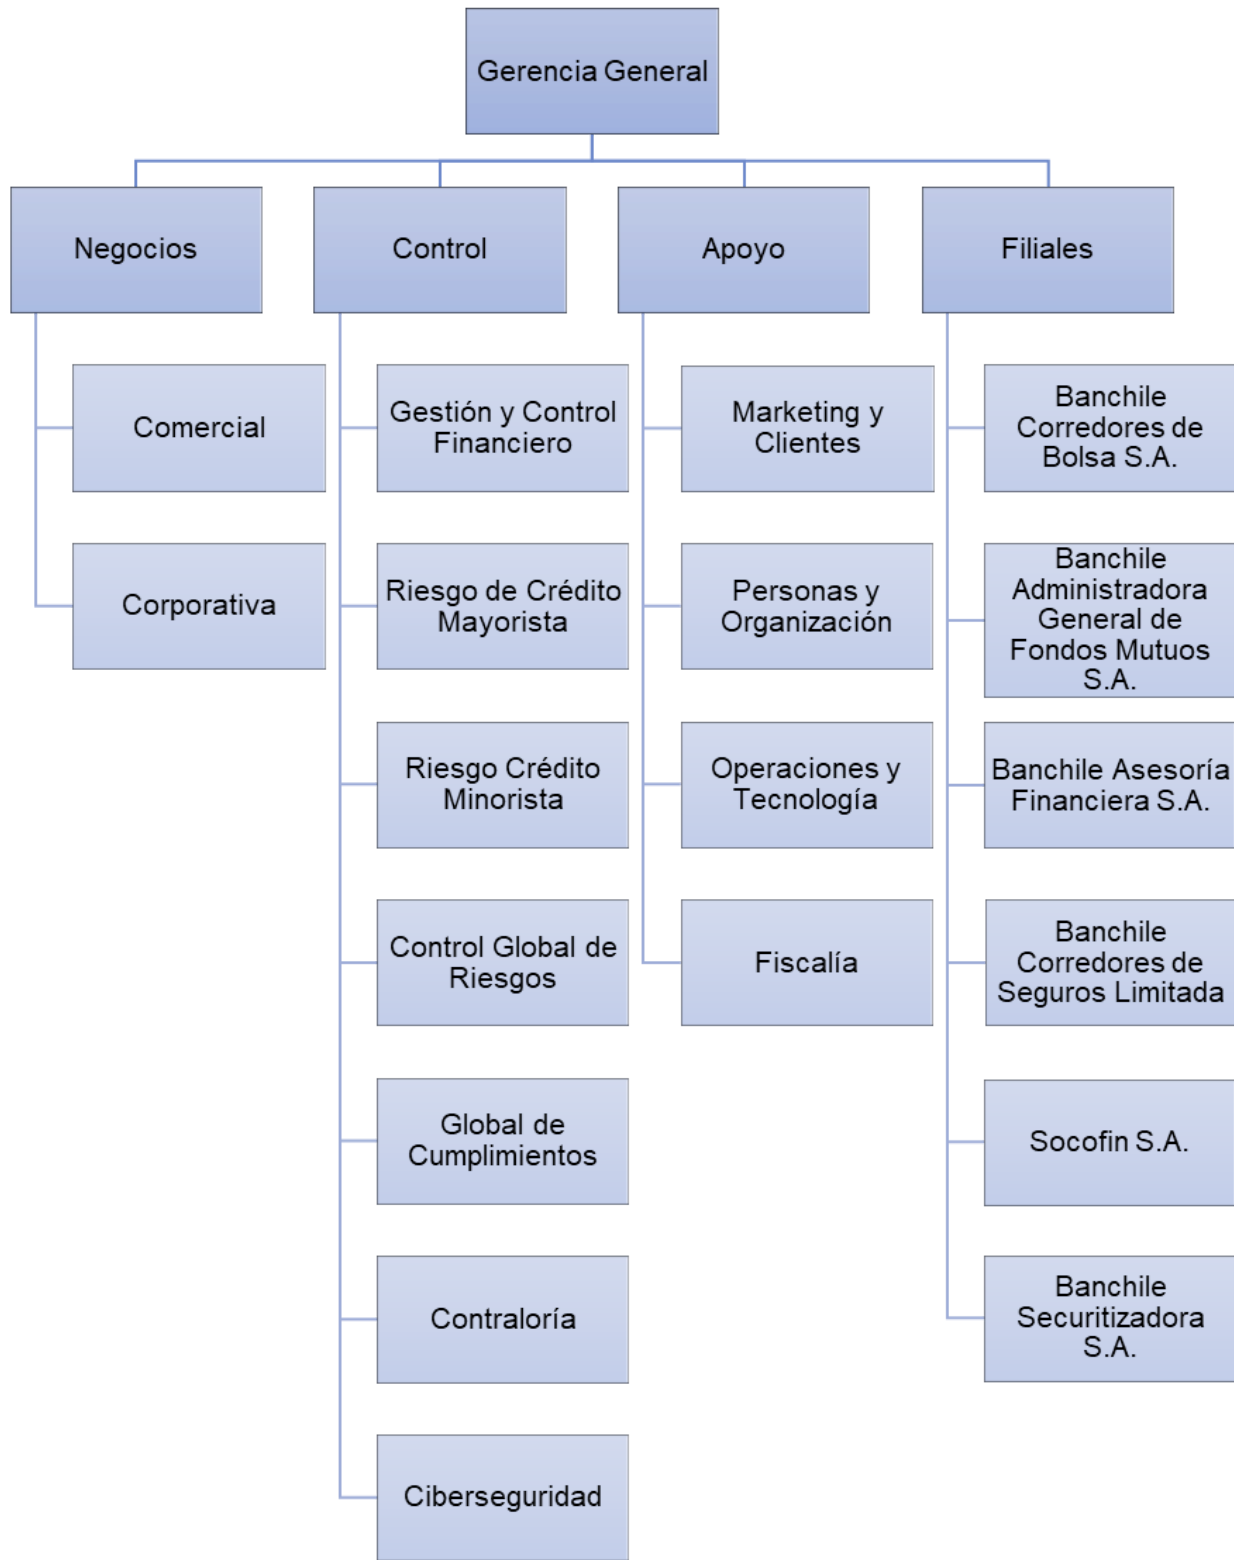 Gerencia General
Negocios
Control
Apoyo
Filiales
Comercial
Corporativa
Gestión y Control
Financiero
Riesgo de Crédito
Mayorista
Riesgo Crédito
Minorista
Control Global de
Riesgos
Global de
Cumplimientos
Contraloría
Ciberseguridad
Marketing y
Clientes
Personas y
Organización
Operaciones y
Tecnología
Fiscalía
Banchile
Corredores de
Bolsa S.A.
Banchile
Administradora
General de
Fondos Mutuos
S.A.
Banchile Asesoría
Financiera S.A.
Banchile
Corredores de
Seguros Limitada
Socofin S.A.
Banchile
Securitizadora
S.A.